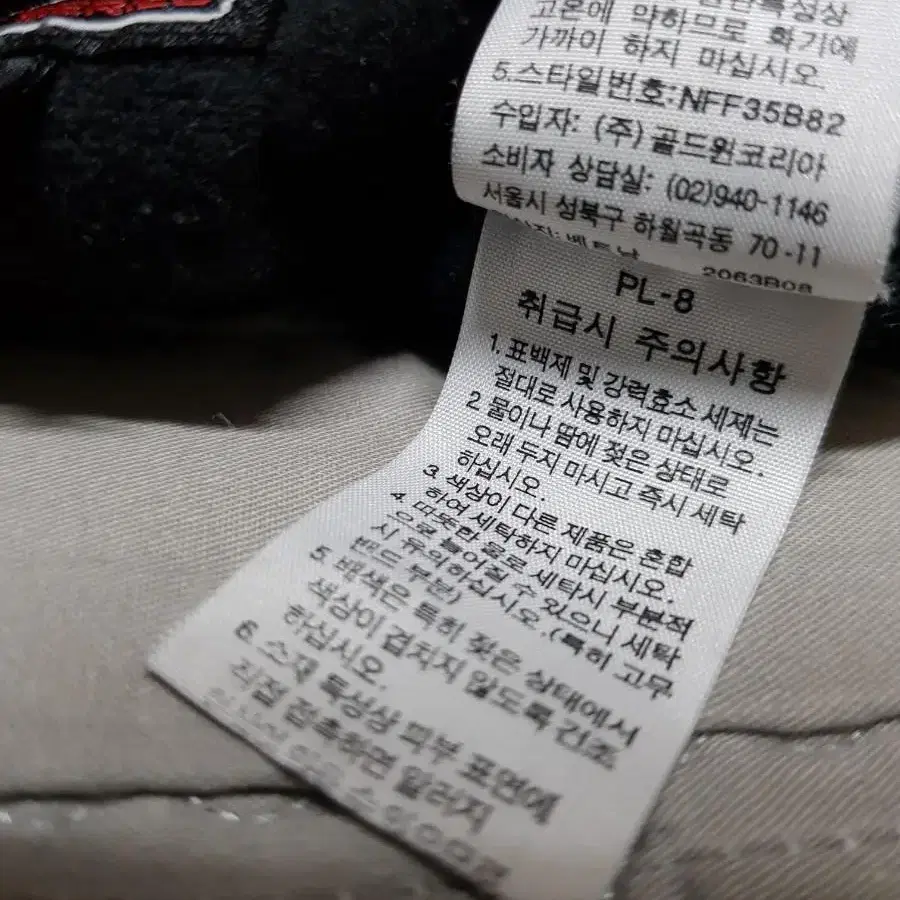 특성상
고온에 약하므로 화기에
가까이 하지 마십시오.
5.스타일번호:NFF35B82
수입자: (주) 골드윈코리아
소비자 상담실: (02)940-1146
서울시 성북구 하월곡동 70-11
베트남 2063B08
PL-8
취급시 주의사항
1. 표백제 및 강력효소 세제는
절대로 사용하지 마십시오.
2 물이나 땀에 젖은 상태로
오래 두지 마시고 즉시 세탁
하십시오.
3. 색상이 다른 제품은 혼합
하여 세탁하지 마십시오.
4. 따뜻한 물로 세탁시 부분적
으로 늘어질 수 있으니 세탁
시 유의하십시오.(특히 고무
밴드 부분)
5. 배색은 특히 젖은 상태에서
색상이 겹치지 않도록 건조
하십시오.
6. 소재 특성상 피부 표면에
직접 접촉하면 알러지